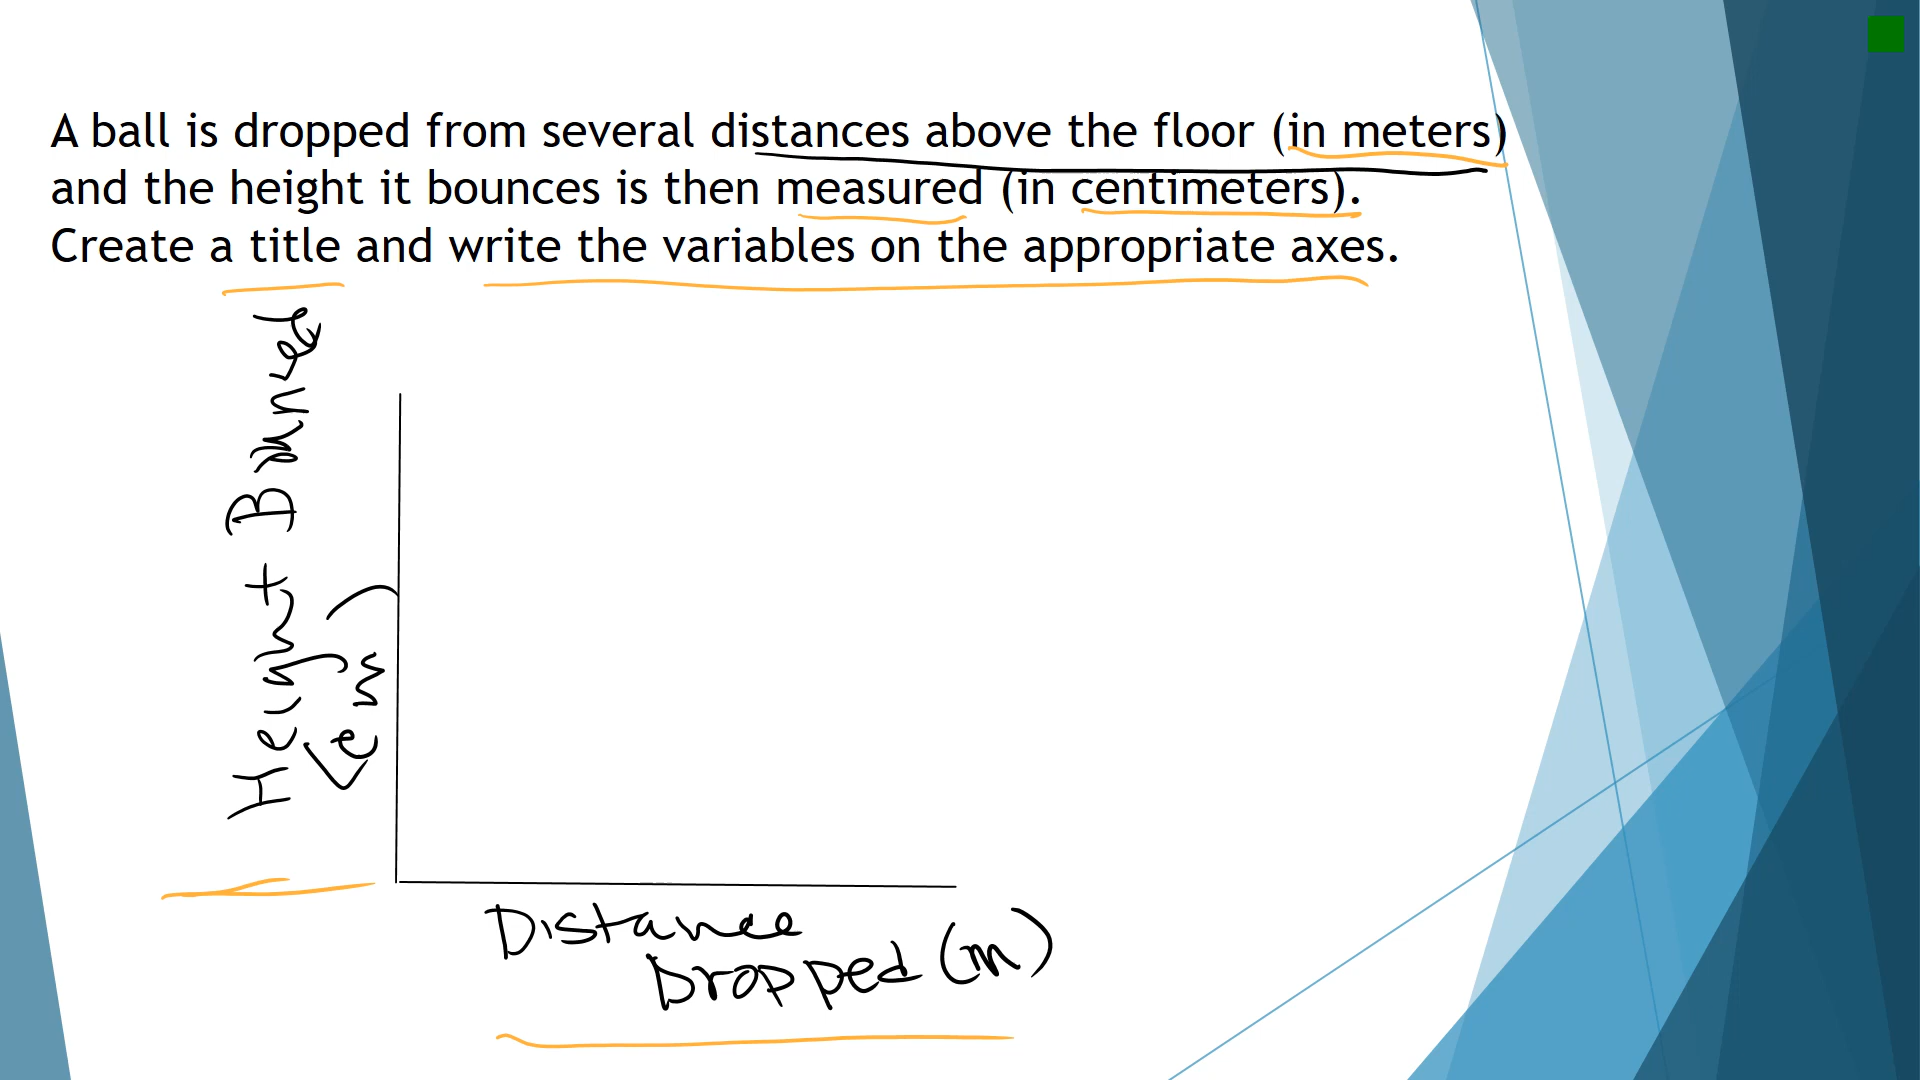 A ball is dropped from several distances above the floor (in meters)
and the height it bounces is then measured (in centimeters).
Create a title and write the variables on the appropriate axes.
Height Bounced
(cm)
Distance
Dropped (m)